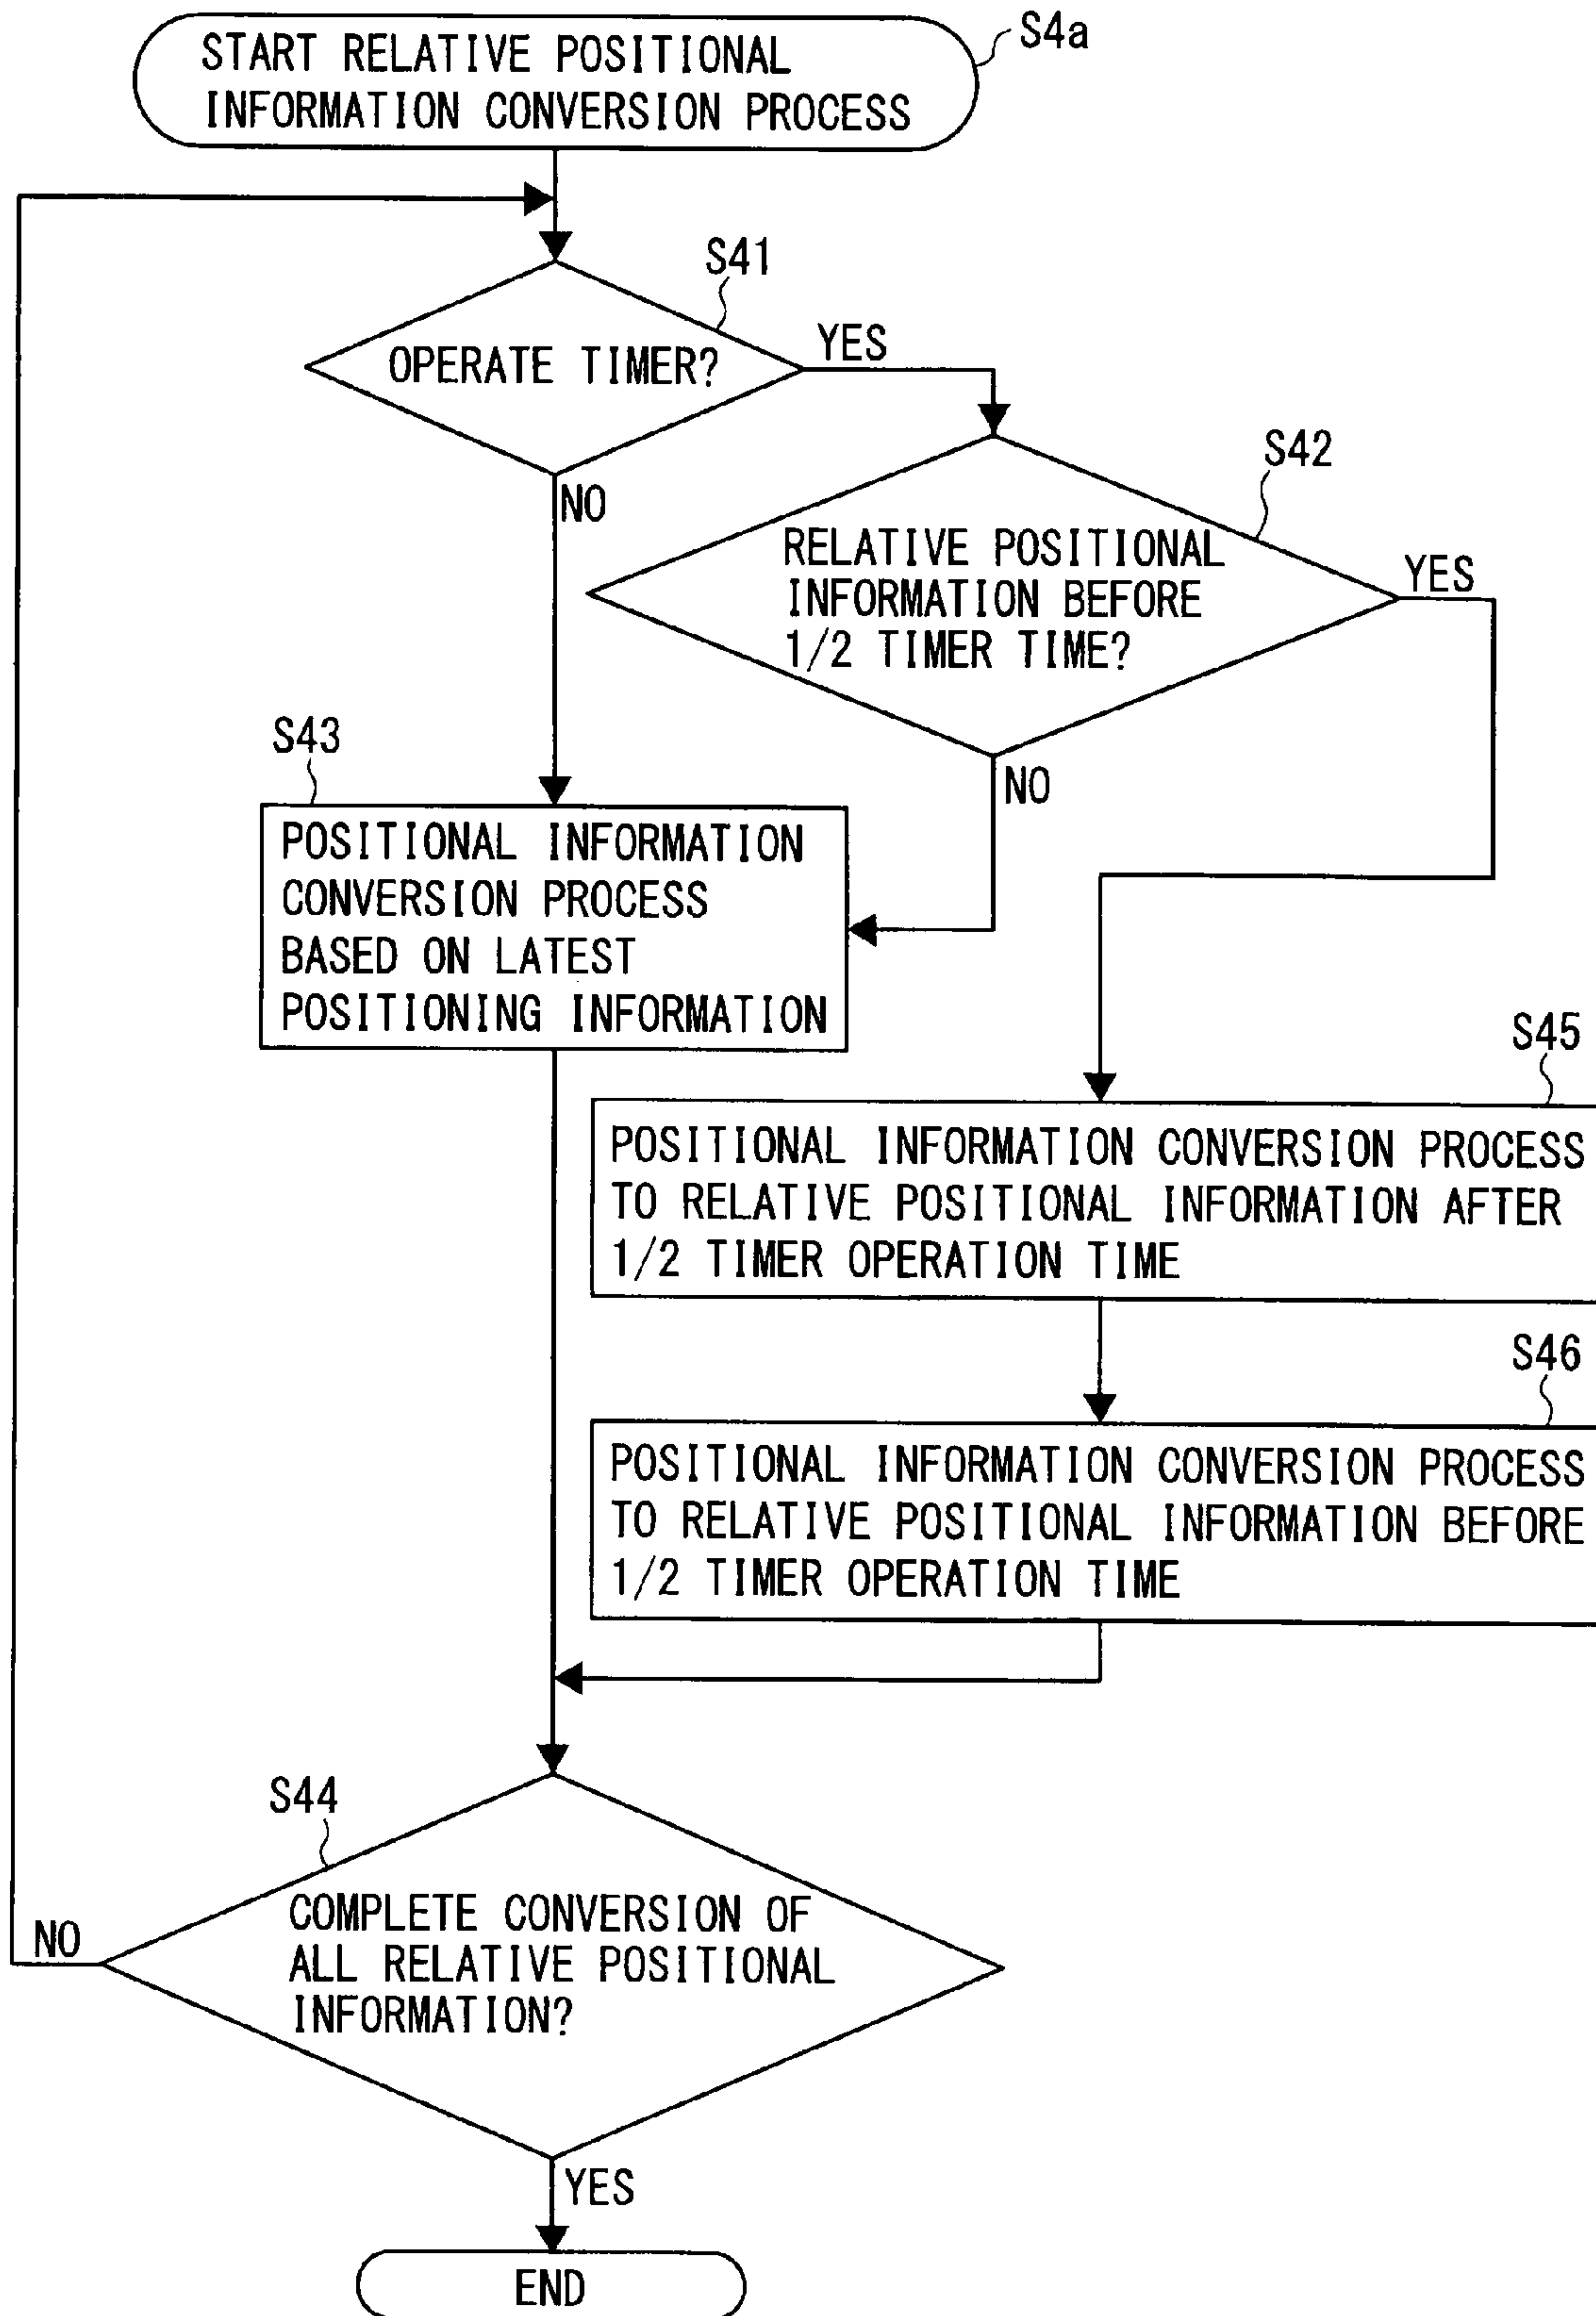 START RELATIVE POSITIONAL
INFORMATION CONVERSION PROCESS
S4a
S41
OPERATE TIMER?
YES
NO
S42
RELATIVE POSITIONAL
INFORMATION BEFORE
1/2 TIMER TIME?
YES
NO
S43
POSITIONAL INFORMATION
CONVERSION PROCESS
BASED ON LATEST
POSITIONING INFORMATION
S45
POSITIONAL INFORMATION CONVERSION PROCESS
TO RELATIVE POSITIONAL INFORMATION AFTER
1/2 TIMER OPERATION TIME
S46
POSITIONAL INFORMATION CONVERSION PROCESS
TO RELATIVE POSITIONAL INFORMATION BEFORE
1/2 TIMER OPERATION TIME
S44
COMPLETE CONVERSION OF
ALL RELATIVE POSITIONAL
INFORMATION?
NO
YES
END